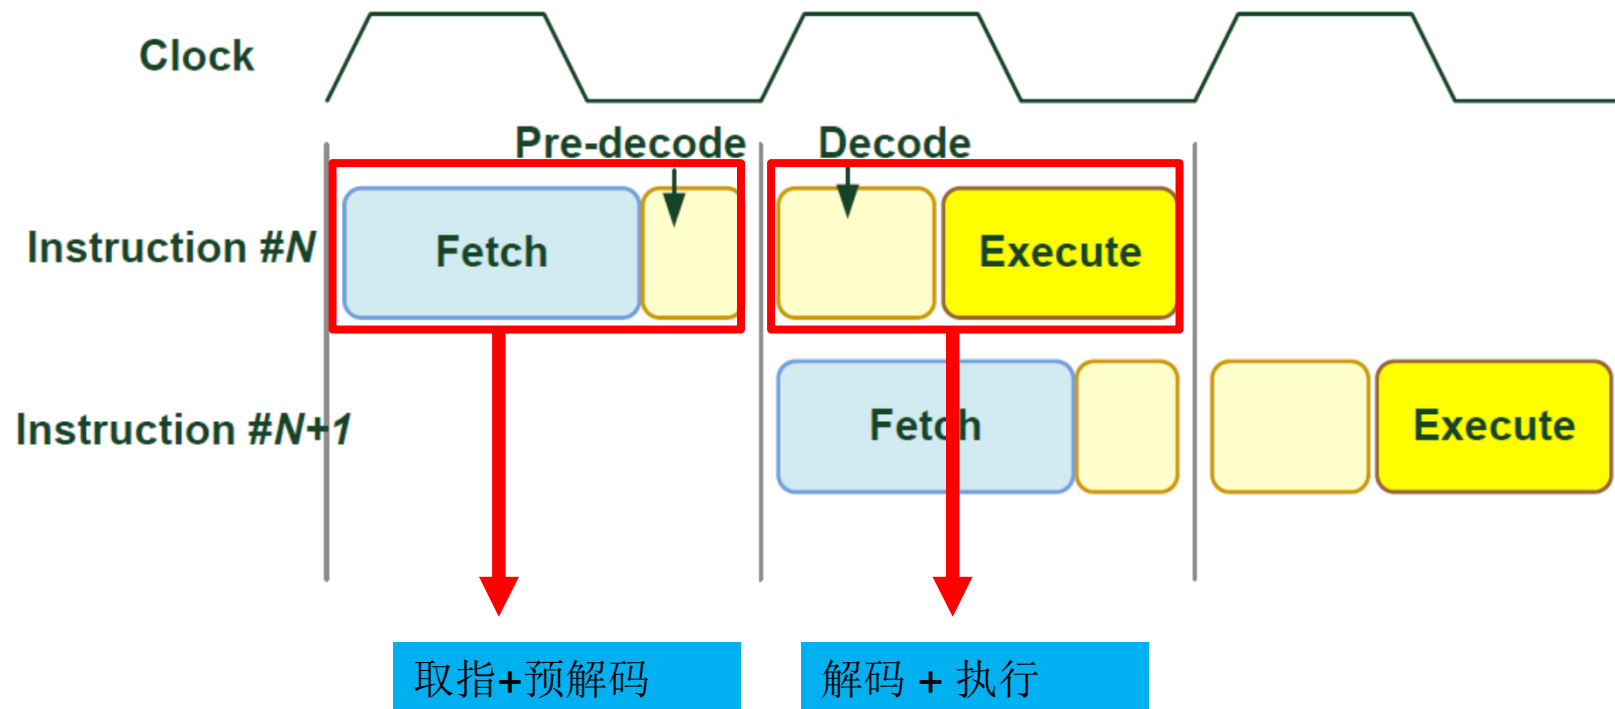 Clock
Pre-decode
Decode
Instruction #N
Fetch
Execute
Instruction #N+1
Fetch
Execute
取指+预解码
解码 + 执行